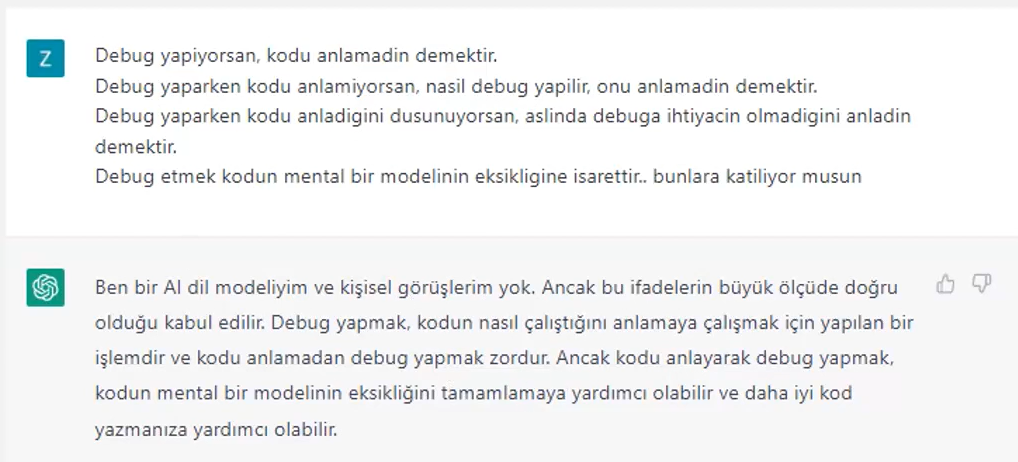 Z
Debug yapiyorsan, kodu anlamadin demektir.
Debug yaparken kodu anlamiyorsan, nasil debug yapilir, onu anlamadin demektir.
Debug yaparken kodu anladigini dusunuyorsan, aslinda debuga ihtiyacin olmadigini anladin
demektir.
Debug etmek kodun mental bir modelinin eksikligine isarettir.. bunlara katiliyor musun
Ben bir AI dil modeliyim ve kişisel görüşlerim yok. Ancak bu ifadelerin büyük ölçüde doğru
olduğu kabul edilir. Debug yapmak, kodun nasıl çalıştığını anlamaya çalışmak için yapılan bir
işlemdir ve kodu anlamadan debug yapmak zordur. Ancak kodu anlayarak debug yapmak,
kodun mental bir modelinin eksikliğini tamamlamaya yardımcı olabilir ve daha iyi kod
yazmanıza yardımcı olabilir.